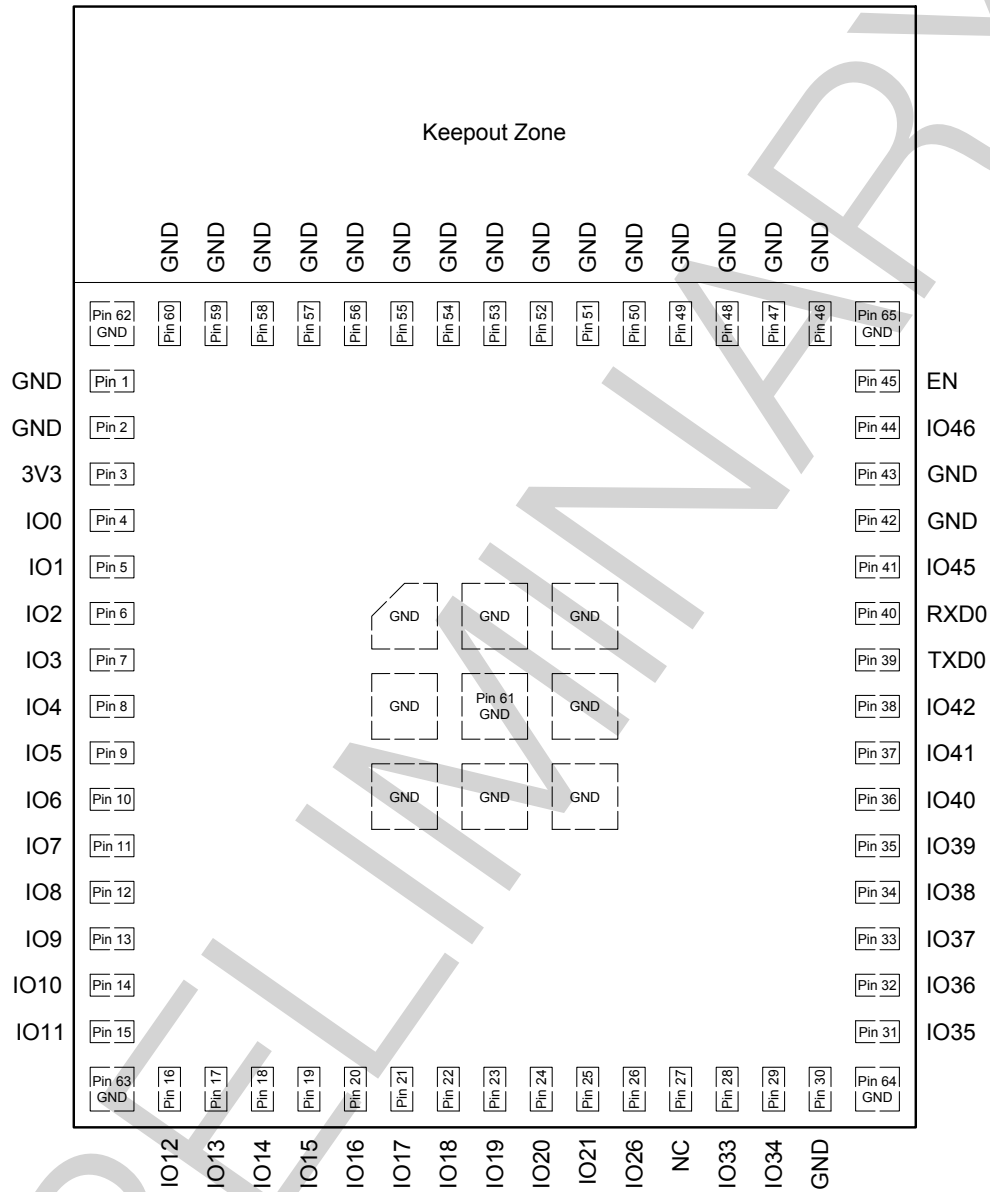 Keepout Zone
GND GND GND GND GND GND GND GND GND GND GND GND GND GND GND
Pin 62 GND Pin 60 Pin 59 Pin 58 Pin 57 Pin 56 Pin 55 Pin 54 Pin 53 Pin 52 Pin 51 Pin 50 Pin 49 Pin 48 Pin 47 Pin 46 Pin 65 GND
GND Pin 1 Pin 45 EN
GND Pin 2 Pin 44 IO46
3V3 Pin 3 Pin 43 GND
IO0 Pin 4 Pin 42 GND
IO1 Pin 5 Pin 41 IO45
IO2 Pin 6 GND GND GND Pin 40 RXD0
IO3 Pin 7 Pin 39 TXD0
IO4 Pin 8 GND Pin 61 GND GND Pin 38 IO42
IO5 Pin 9 Pin 37 IO41
IO6 Pin 10 GND GND GND Pin 36 IO40
IO7 Pin 11 Pin 35 IO39
IO8 Pin 12 Pin 34 IO38
IO9 Pin 13 Pin 33 IO37
IO10 Pin 14 Pin 32 IO36
IO11 Pin 15 Pin 31 IO35
Pin 63 GND Pin 16 Pin 17 Pin 18 Pin 19 Pin 20 Pin 21 Pin 22 Pin 23 Pin 24 Pin 25 Pin 26 Pin 27 Pin 28 Pin 29 Pin 30 Pin 64 GND
IO12 IO13 IO14 IO15 IO16 IO17 IO18 IO19 IO20 IO21 IO26 NC IO33 IO34 GND
PRELIMINARY